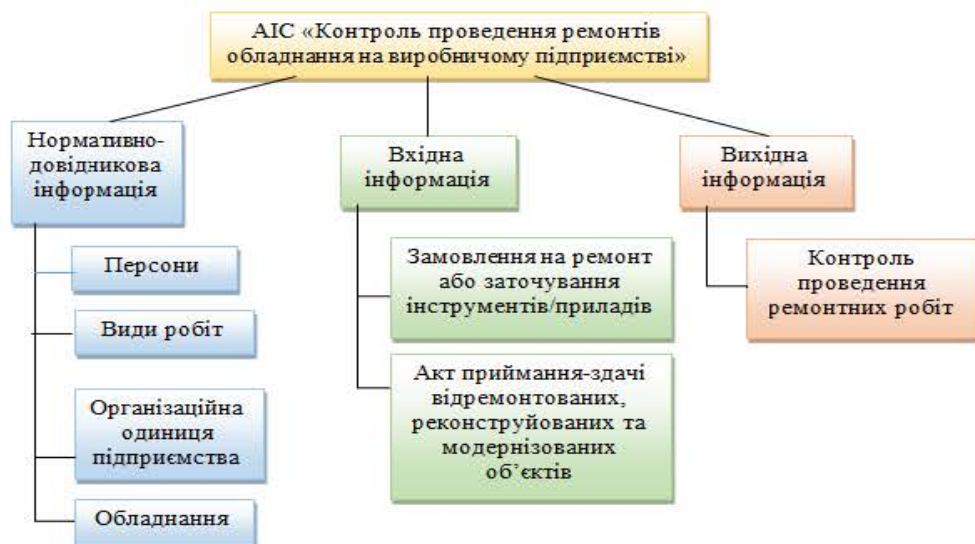 АІС «Контроль проведення ремонтів
обладнання на виробничому підприємстві»
Нормативно-
довідникова
інформація
Персони
Види робіт
Організаційна
одиниця
підприємства
Обладнання
Вхідна
інформація
Замовлення на ремонт
або заточування
інструментів/приладів
Акт приймання-здачі
відремонтованих,
реконструйованих та
модернізованих
об’єктів
Вихідна
інформація
Контроль
проведення
ремонтних робіт